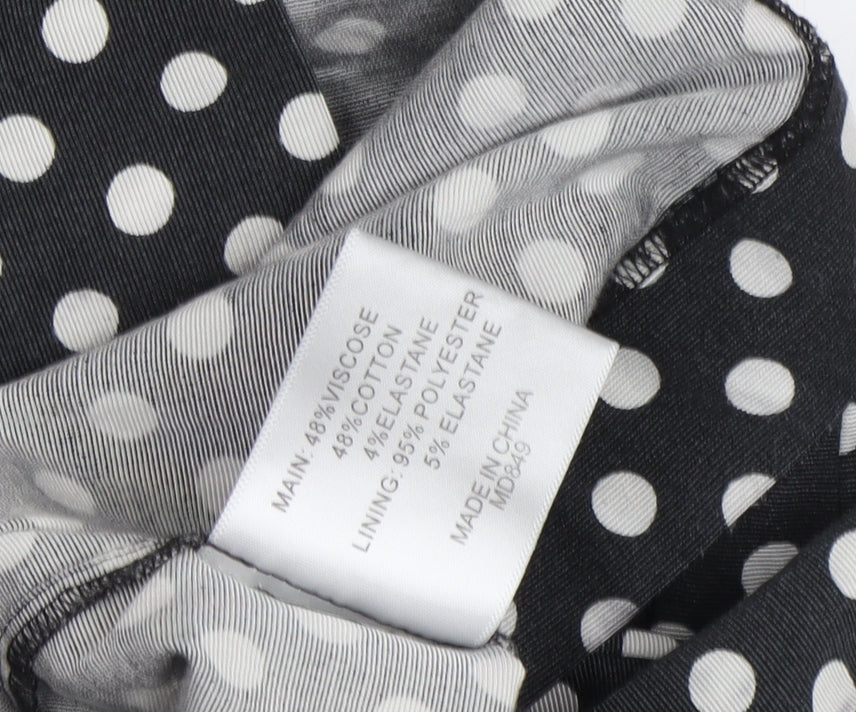 MAIN: 48%VISCOSE
48%COTTON
4%ELASTANE
LINING: 95% POLYESTER
5% ELASTANE
MADE IN CHINA
MD849